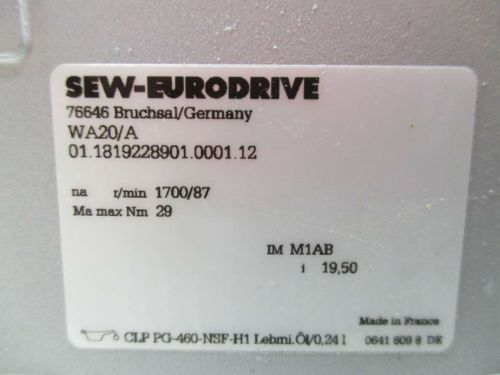 SEW-EURODRIVE
76646 Bruchsal/Germany
WA20/A
01.1819228901.0001.12
na r/min 1700/87
Ma max Nm 29
IM M1AB
i 19,50
Made in France
CLP PG-460-NSF-H1 Lebmi.Öl/0,24 l 0641 809 8 DE